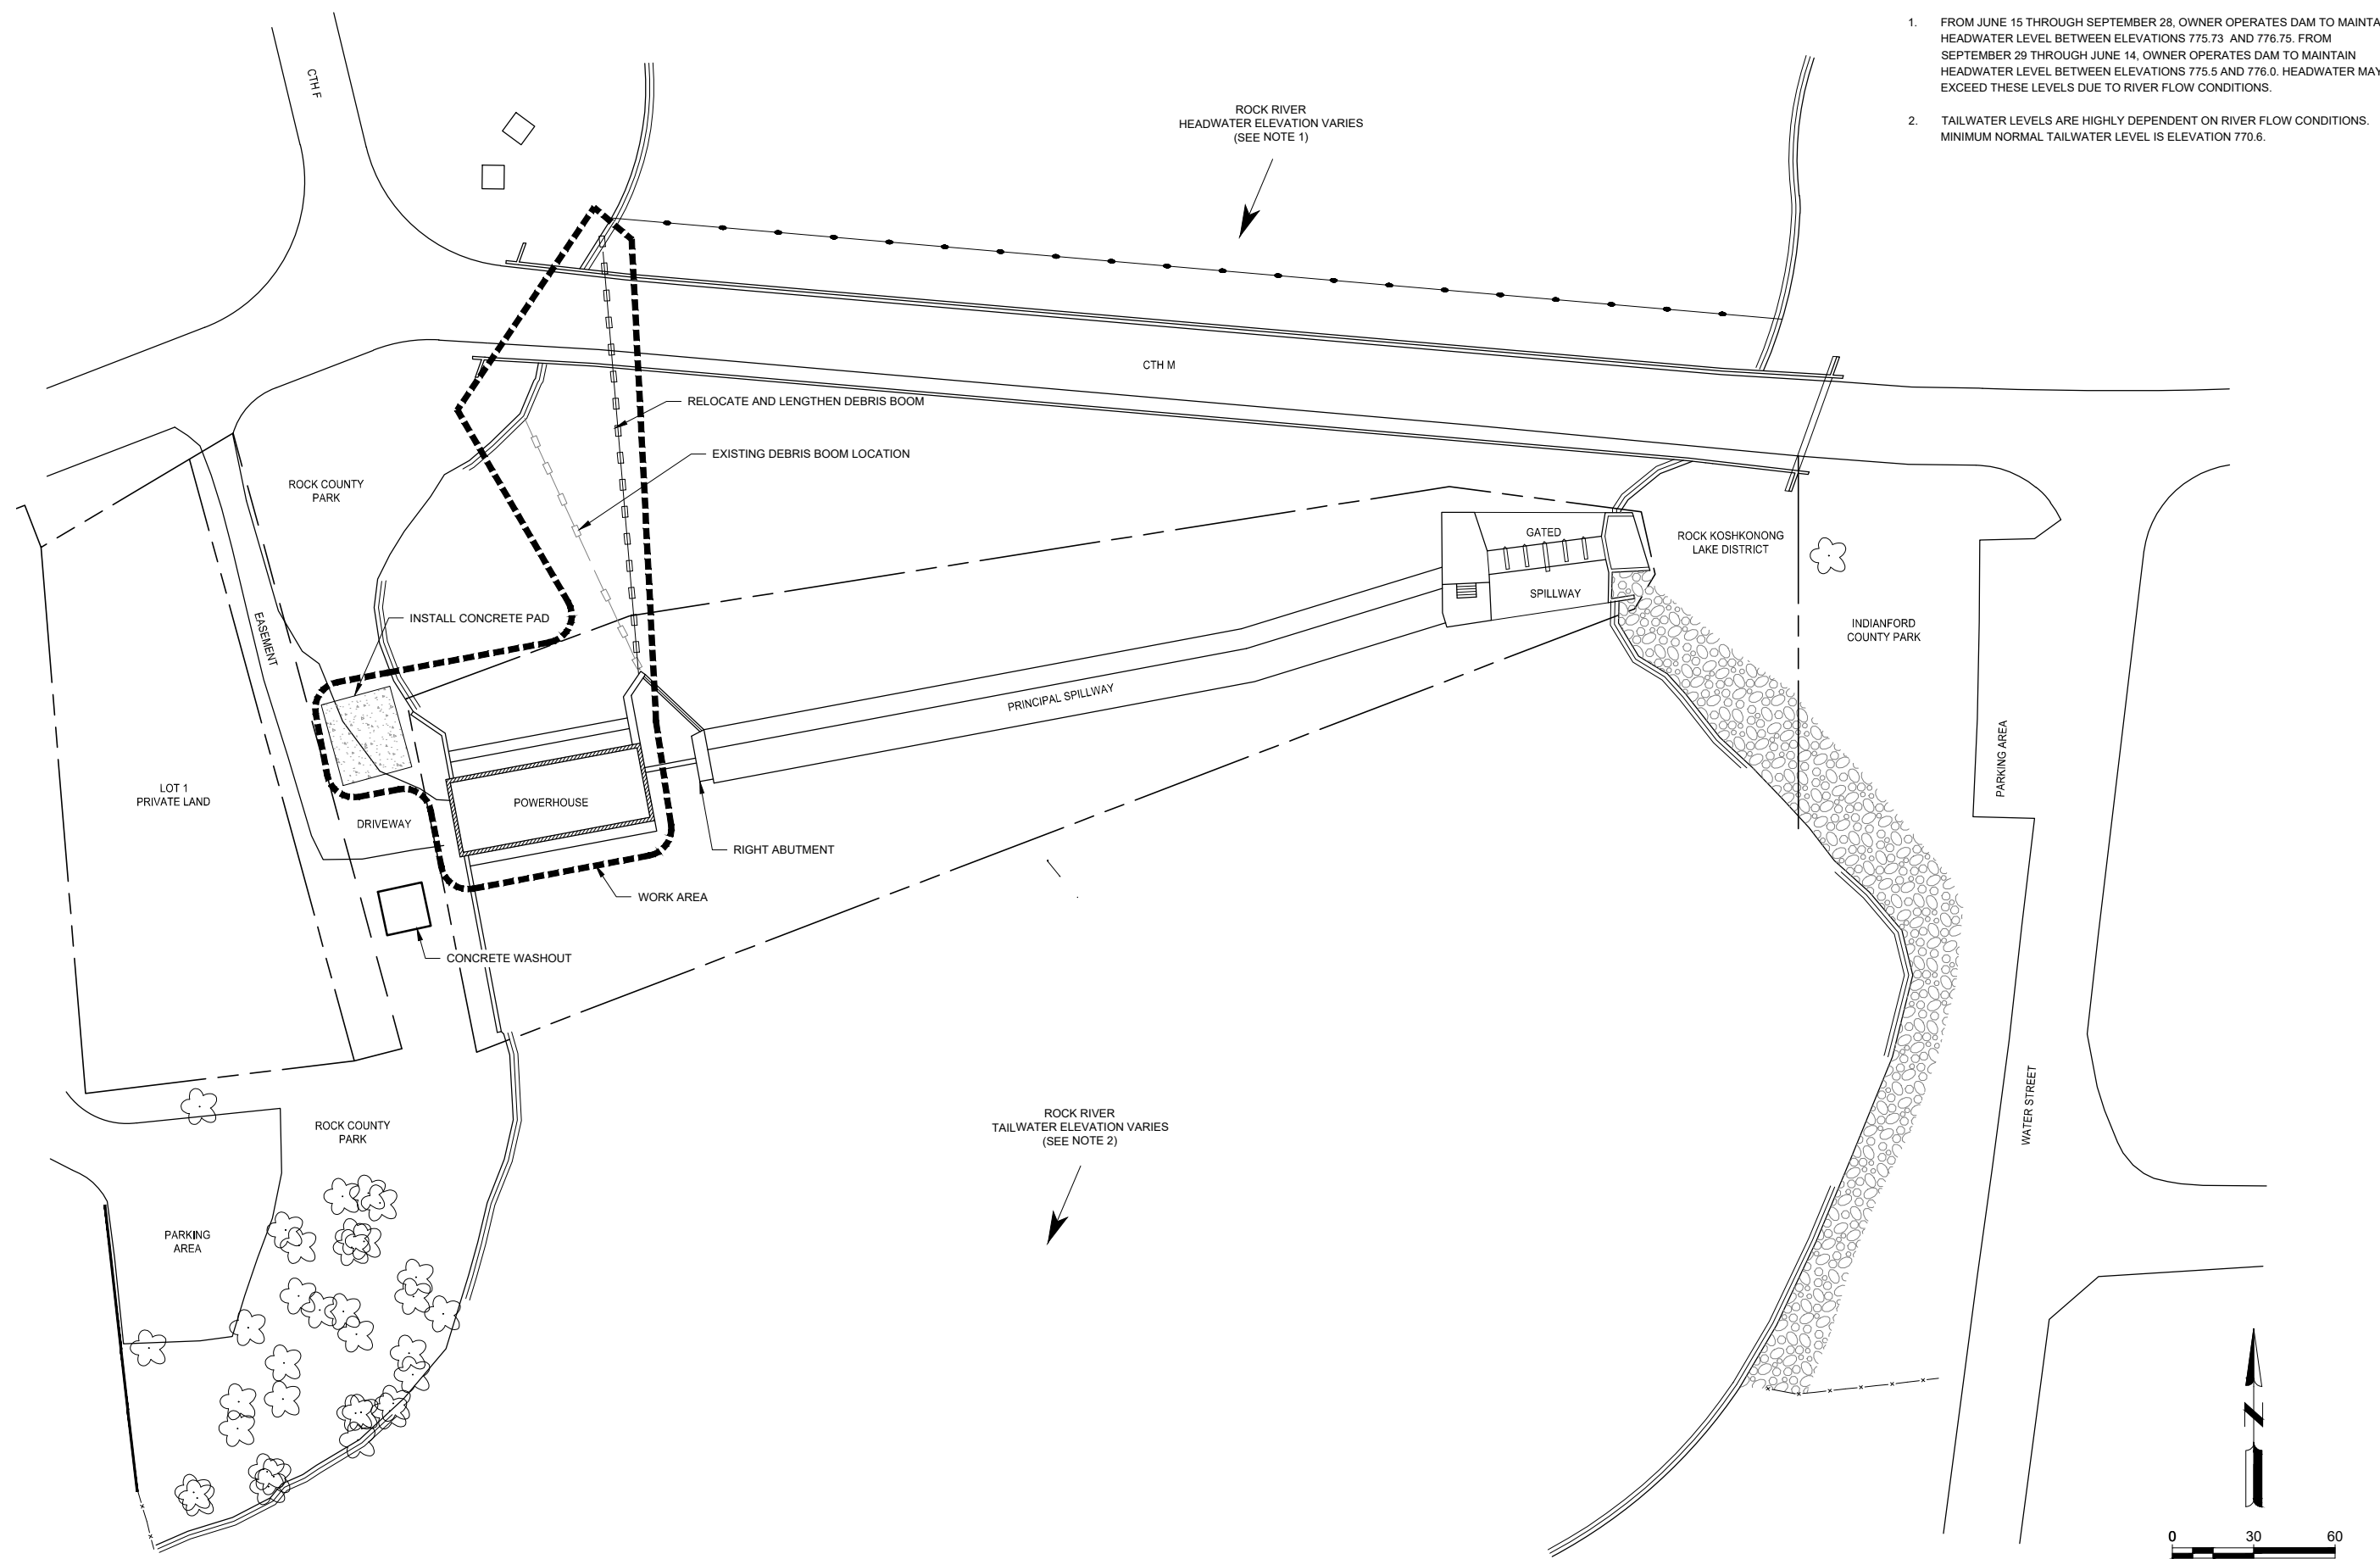 1. FROM JUNE 15 THROUGH SEPTEMBER 28, OWNER OPERATES DAM TO MAINTA
HEADWATER LEVEL BETWEEN ELEVATIONS 775.73 AND 776.75. FROM
SEPTEMBER 29 THROUGH JUNE 14, OWNER OPERATES DAM TO MAINTAIN
HEADWATER LEVEL BETWEEN ELEVATIONS 775.5 AND 776.0. HEADWATER MAY
EXCEED THESE LEVELS DUE TO RIVER FLOW CONDITIONS.
2. TAILWATER LEVELS ARE HIGHLY DEPENDENT ON RIVER FLOW CONDITIONS.
MINIMUM NORMAL TAILWATER LEVEL IS ELEVATION 770.6.
CTH F
ROCK RIVER
HEADWATER ELEVATION VARIES
(SEE NOTE 1)
CTH M
RELOCATE AND LENGTHEN DEBRIS BOOM
EXISTING DEBRIS BOOM LOCATION
ROCK COUNTY
PARK
GATED
SPILLWAY
ROCK KOSHKONONG
LAKE DISTRICT
INSTALL CONCRETE PAD
EASEMENT
INDIANFORD
COUNTY PARK
PRINCIPAL SPILLWAY
PARKING AREA
LOT 1
PRIVATE LAND
POWERHOUSE
DRIVEWAY
RIGHT ABUTMENT
WORK AREA
CONCRETE WASHOUT
ROCK RIVER
TAILWATER ELEVATION VARIES
(SEE NOTE 2)
WATER STREET
ROCK COUNTY
PARK
PARKING
AREA
N
0 30 60